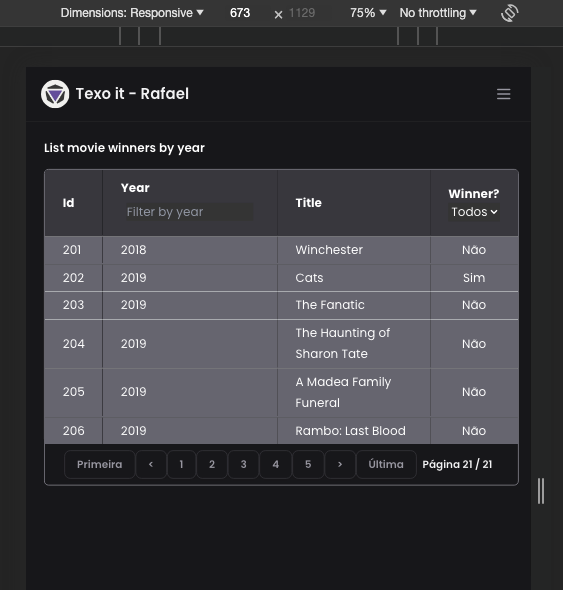 Dimensions: Responsive ▼ 673 × 1129 75% ▼ No throttling ▼
Texo it - Rafael
List movie winners by year
Id Year Title Winner?
Filter by year Todos
201 2018 Winchester Não
202 2019 Cats Sim
203 2019 The Fanatic Não
204 2019 The Haunting of Sharon Tate Não
205 2019 A Madea Family Funeral Não
206 2019 Rambo: Last Blood Não
Primeira < 1 2 3 4 5 > Última Página 21 / 21